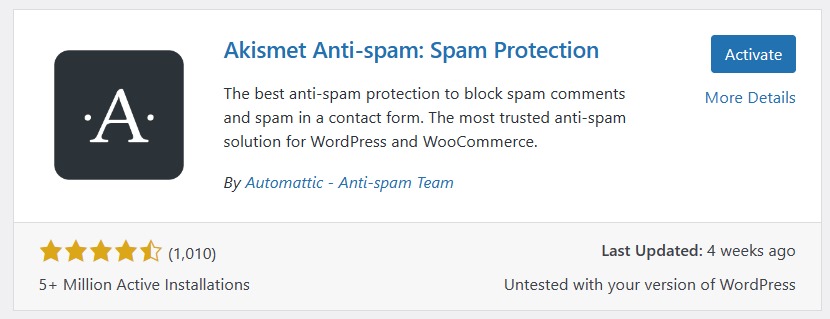 Akismet Anti-spam: Spam Protection
Activate
More Details
The best anti-spam protection to block spam comments
and spam in a contact form. The most trusted anti-spam
solution for WordPress and WooCommerce.
By Automattic - Anti-spam Team
·A·
(1,010)
Last Updated: 4 weeks ago
5+ Million Active Installations
Untested with your version of WordPress